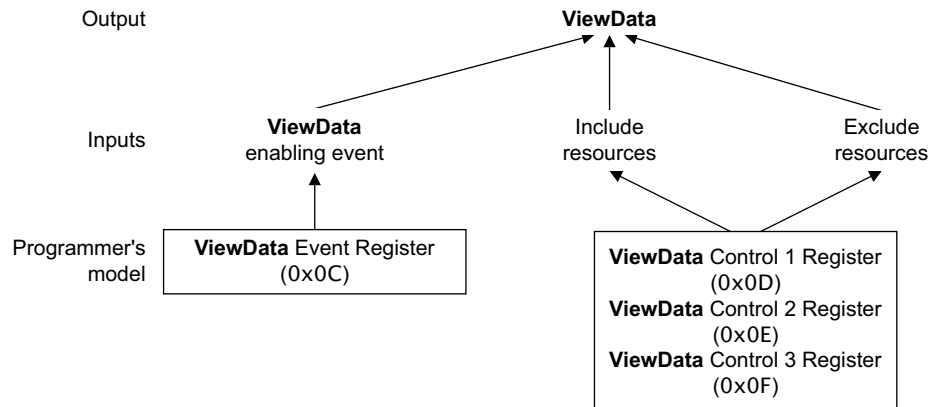 Output
ViewData
Inputs
ViewData
enabling event
Include
resources
Exclude
resources
Programmer's
model
ViewData Event Register
(0x0C)
ViewData Control 1 Register
(0x0D)
ViewData Control 2 Register
(0x0E)
ViewData Control 3 Register
(0x0F)